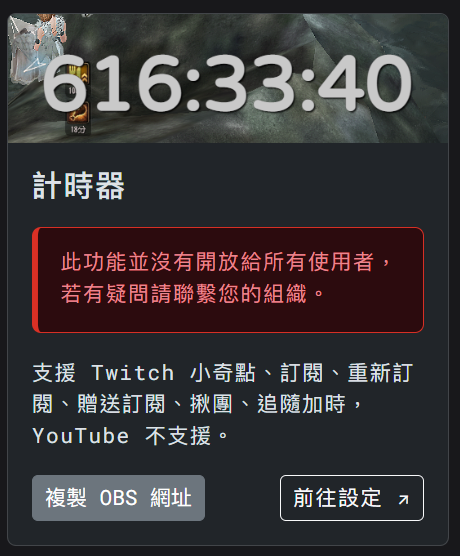 616:33:40
10分
計時器
此功能並沒有開放給所有使用者，
若有疑問請聯繫您的組織。
支援 Twitch 小奇點、訂閱、重新訂
閱、贈送訂閱、揪團、追隨加時，
YouTube 不支援。
複製 OBS 網址
前往設定 ↗